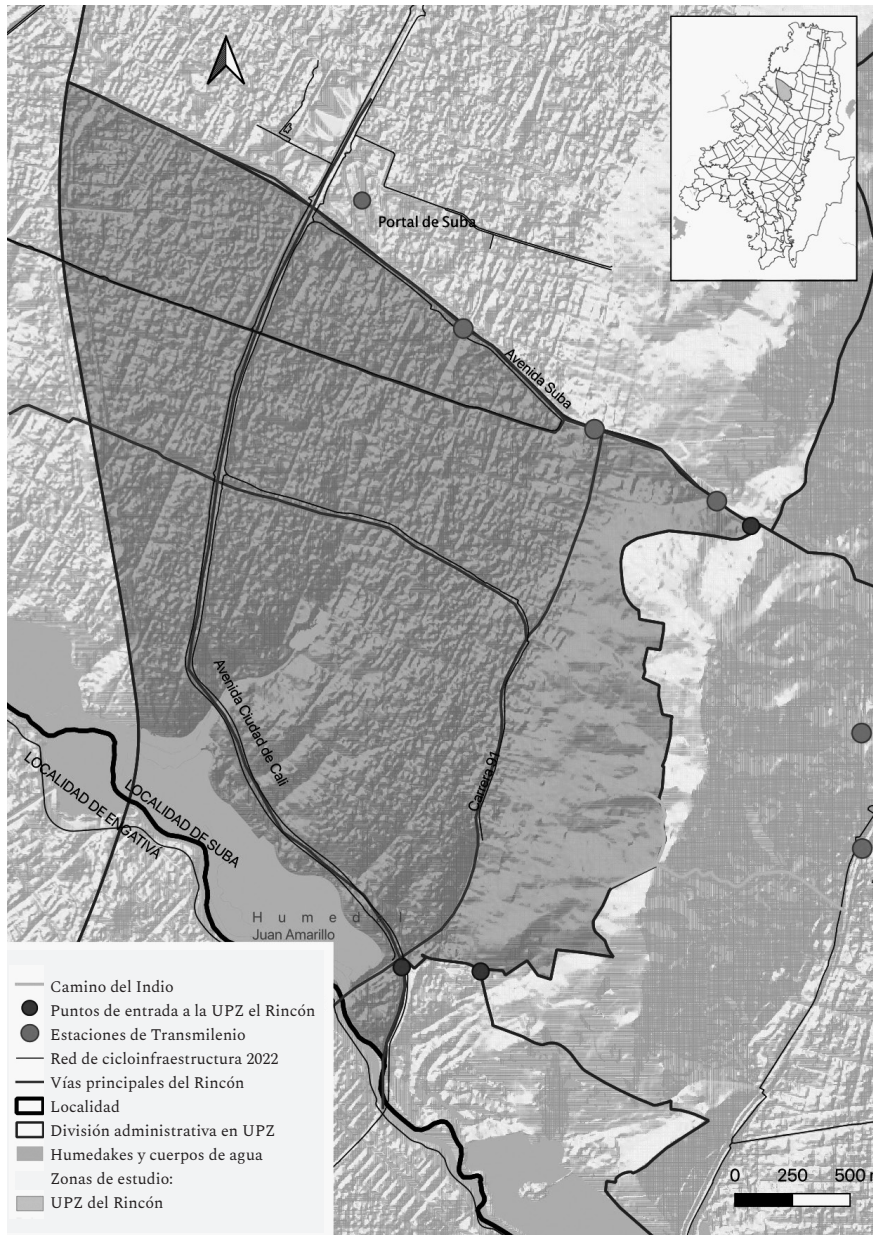 Portal de Suba
Avenida Suba
Avenida Ciudad de Cali
Carrera 91
LOCALIDAD DE ENGATIVA
LOCALIDAD DE SUBA
Humedal
Juan Amarillo
Camino del Indio
Puntos de entrada a la UPZ el Rincón
Estaciones de Transmilenio
Red de cicloinfraestructura 2022
Vías principales del Rincón
Localidad
División administrativa en UPZ
Humedakes y cuerpos de agua
Zonas de estudio:
UPZ del Rincón
0 250 500 m